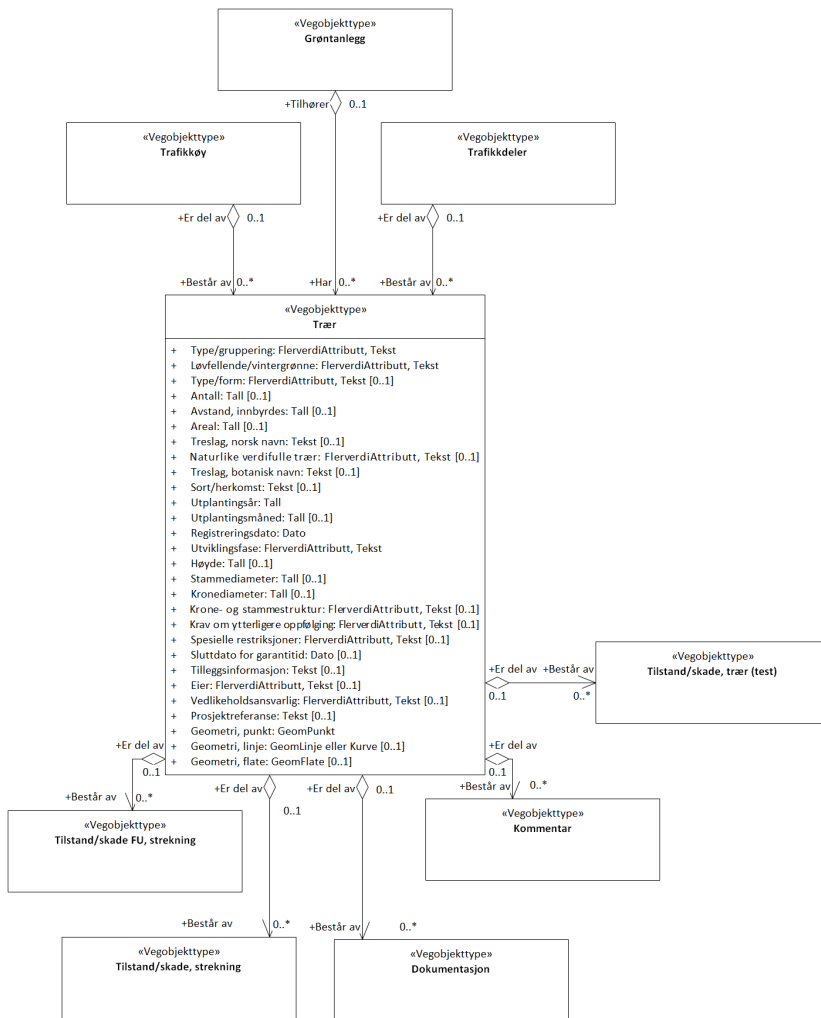 «Vegobjekttype»
Grøntanlegg
+Tilhører 0..1
«Vegobjekttype»
Trafikkøy
«Vegobjekttype»
Trafikkdeler
+Er del av 0..1
+Er del av 0..1
+Består av 0..*
+Har 0..*
+Består av 0..*
«Vegobjekttype»
Trær
+ Type/gruppering: FlerverdiAttributt, Tekst
+ Løvfellende/vintergrønne: FlerverdiAttributt, Tekst
+ Type/form: FlerverdiAttributt, Tekst [0..1]
+ Antall: Tall [0..1]
+ Avstand, innbyrdes: Tall [0..1]
+ Areal: Tall [0..1]
+ Treslag, norsk navn: Tekst [0..1]
+ Naturlike verdifulle trær: FlerverdiAttributt, Tekst [0..1]
+ Treslag, botanisk navn: Tekst [0..1]
+ Sort/herkomst: Tekst [0..1]
+ Utplantingsår: Tall
+ Utplantingsmåned: Tall [0..1]
+ Registreringsdato: Dato
+ Utviklingsfase: FlerverdiAttributt, Tekst
+ Høyde: Tall [0..1]
+ Stammediameter: Tall [0..1]
+ Kronediameter: Tall [0..1]
+ Krone- og stammestruktur: FlerverdiAttributt, Tekst [0..1]
+ Krav om ytterligere oppfølging: FlerverdiAttributt, Tekst [0..1]
+ Spesielle restriksjoner: FlerverdiAttributt, Tekst [0..1]
+ Sluttdato for garantitid: Dato [0..1]
+ Tilleggsinformasjon: Tekst [0..1]
+ Eier: FlerverdiAttributt, Tekst [0..1]
+ Vedlikeholdsansvarlig: FlerverdiAttributt, Tekst [0..1]
+ Prosjektreferanse: Tekst [0..1]
+ Geometri, punkt: GeomPunkt
+ Geometri, linje: GeomLinje eller Kurve [0..1]
+ Geometri, flate: GeomFlate [0..1]
+Er del av +Består av
0..1 0..*
«Vegobjekttype»
Tilstand/skade, trær (test)
+Er del av
0..1
+Består av 0..*
«Vegobjekttype»
Tilstand/skade FU, strekning
+Er del av
0..1
+Består av 0..*
«Vegobjekttype»
Kommentar
+Er del av
0..1
+Består av 0..*
«Vegobjekttype»
Tilstand/skade, strekning
+Er del av 0..1
+Består av 0..*
«Vegobjekttype»
Dokumentasjon